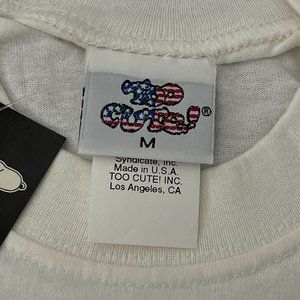 TOO
CUTE!®
M
Syndicate, Inc.
Made in U.S.A.
TOO CUTE! INC.
Los Angeles, CA